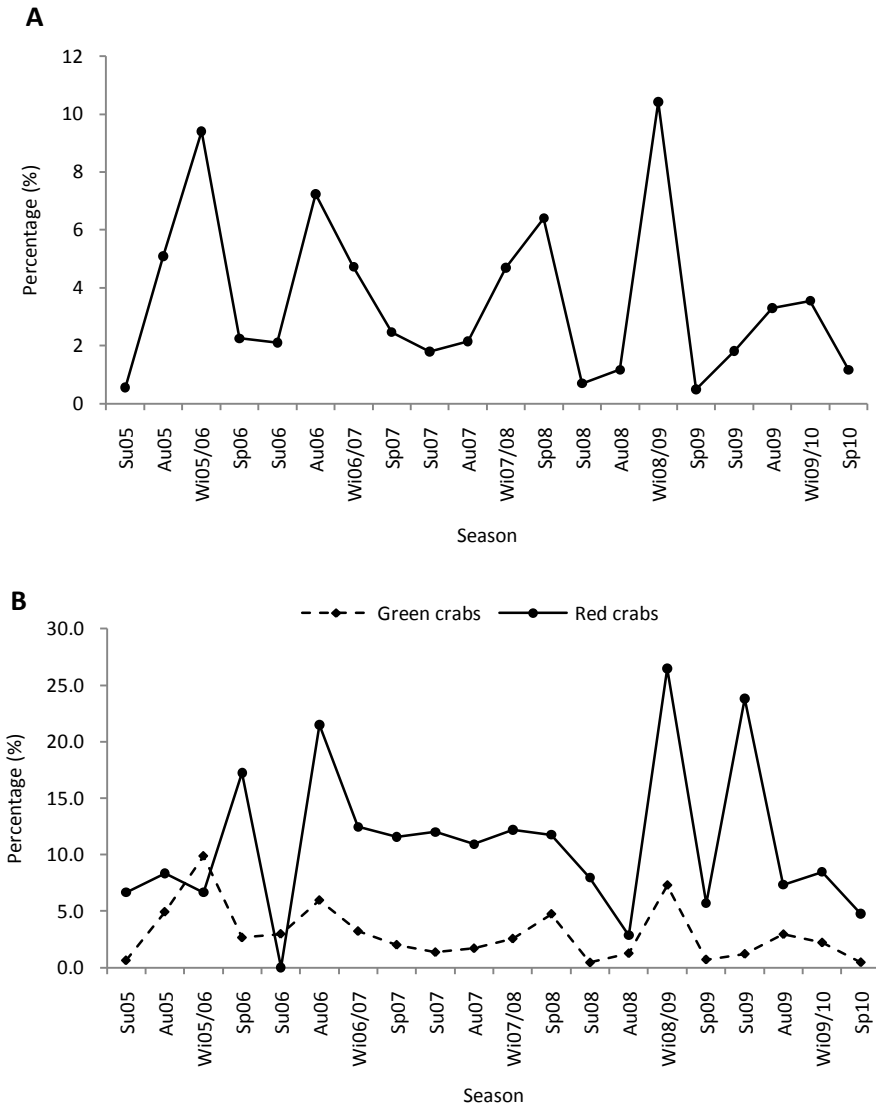 A
12
10
8
6
4
2
0
Percentage (%)
Su05
Au05
Wi05/06
Sp06
Su06
Au06
Wi06/07
Sp07
Su07
Au07
Wi07/08
Sp08
Su08
Au08
Wi08/09
Sp09
Su09
Au09
Wi09/10
Sp10
Season
B
Green crabs
Red crabs
30.0
25.0
20.0
15.0
10.0
5.0
0.0
Percentage (%)
Su05
Au05
Wi05/06
Sp06
Su06
Au06
Wi06/07
Sp07
Su07
Au07
Wi07/08
Sp08
Su08
Au08
Wi08/09
Sp09
Su09
Au09
Wi09/10
Sp10
Season